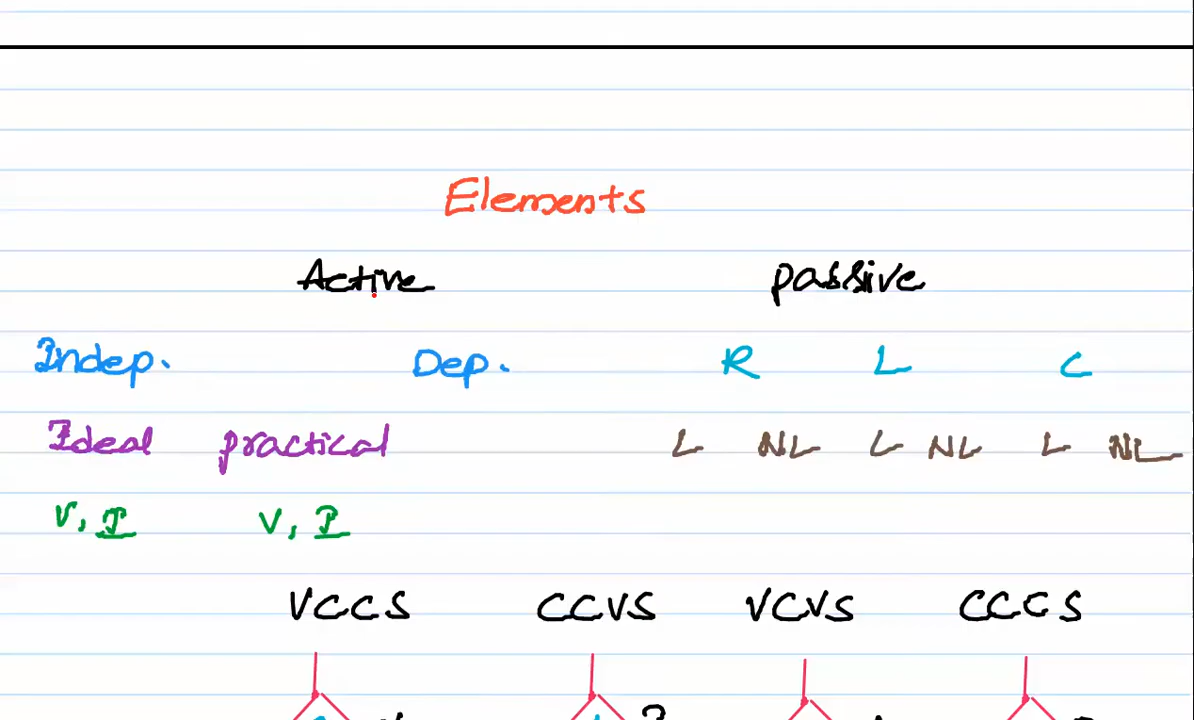 Elements
Active passive
Indep. Dep. R L C
Ideal practical L NL L NL L NL
V, I V, I
VCCS CCVS VCVS CCCS